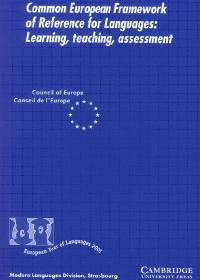 Common European Framework
of Reference for Languages:
Learning, teaching, assessment
Council of Europe
Conseil de l'Europe
European Year of Languages 2001
Modern Languages Division, Strasbourg
CAMBRIDGE
UNIVERSITY PRESS